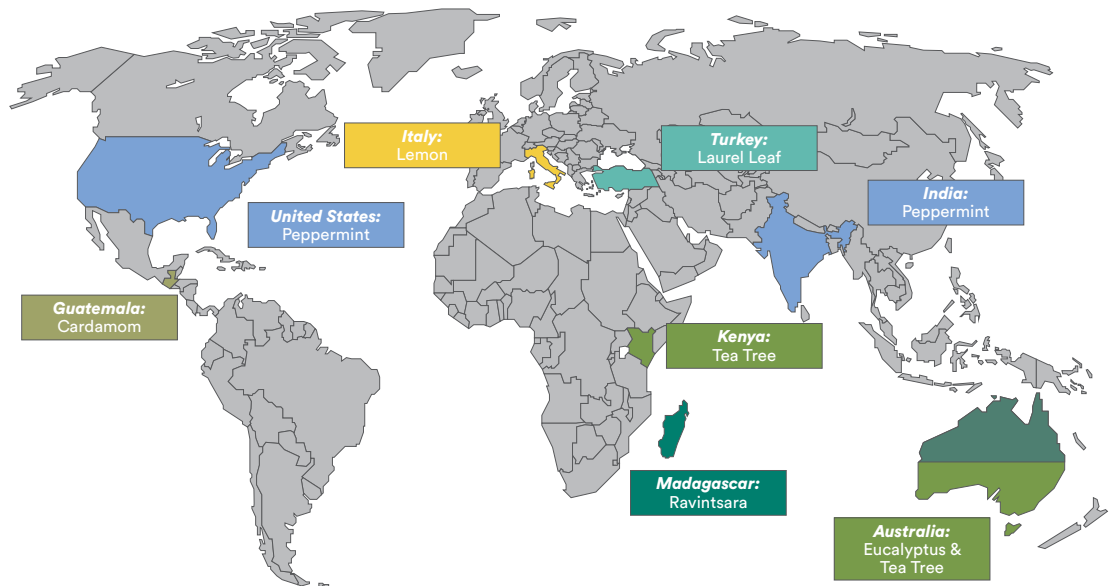 Italy:
Lemon
Turkey:
Laurel Leaf
India:
Peppermint
United States:
Peppermint
Guatemala:
Cardamom
Kenya:
Tea Tree
Madagascar:
Ravintsara
Australia:
Eucalyptus &
Tea Tree